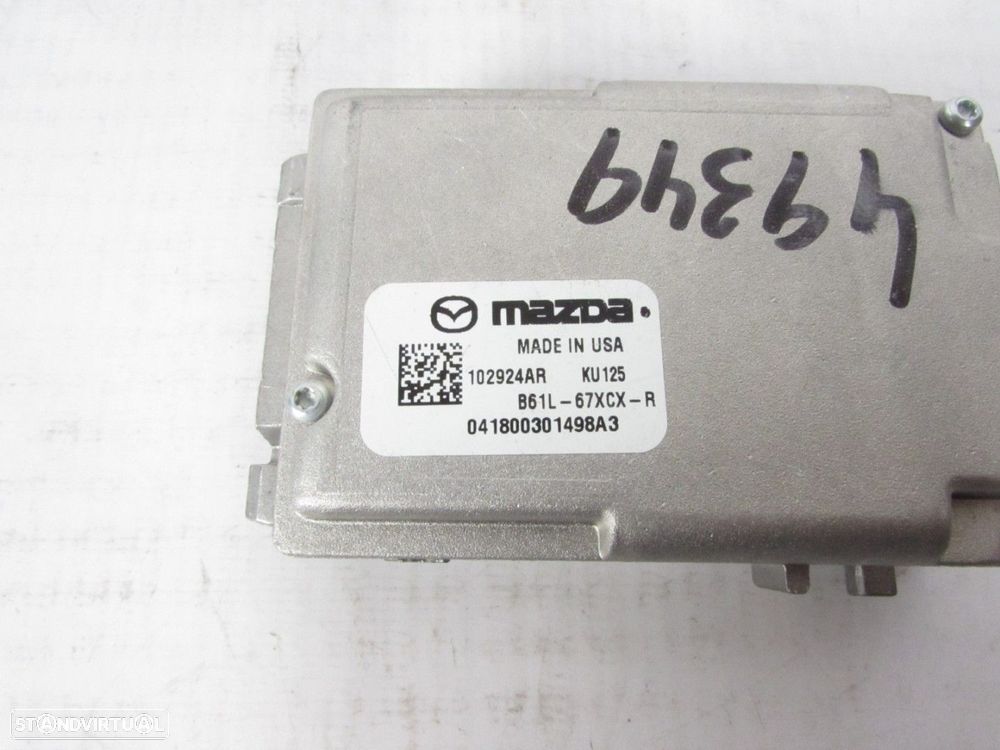 49349
mazda
MADE IN USA
102924AR KU125
B61L-67XCX-R
041800301498A3
STANDVIRTUAL